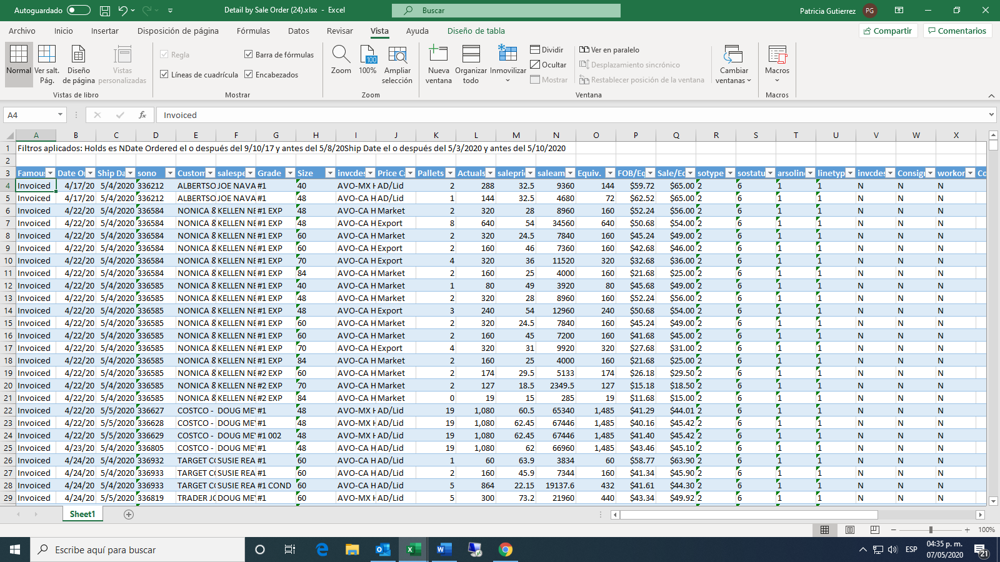 Autoguardado Detail by Sale Order (24).xlsx - Excel Buscar Patricia Gutierrez PG
Archivo Inicio Insertar Disposición de página Fórmulas Datos Revisar Vista Ayuda Diseño de tabla Compartir Comentarios
Normal Ver salt. Pág. Diseño de página Vistas personalizadas
Vistas de libro
Regla Barra de fórmulas
Líneas de cuadrícula Encabezados
Mostrar
Zoom 100% Ampliar selección
Zoom
Nueva ventana Organizar todo Inmovilizar
Dividir
Ocultar
Mostrar
Ver en paralelo
Desplazamiento sincrónico
Restablecer posición de la ventana
Cambiar ventanas
Ventana
Macros
Macros
A4 fx Invoiced
A B C D E F G H I J K L M N O P Q R S T U V W X
1 Filtros aplicados: Holds es NDate Ordered el o después del 9/10/17 y antes del 5/8/20Ship Date el o después del 5/3/2020 y antes del 5/10/2020
2
3 Famou Date O Ship Da sono Custom salespe Grade Size invcdes Price Ca Pallets Actuals salepri saleam Equiv. FOB/Eq Sale/Eq sotype sostatu arsoline linetyp invcdes Consig workor Co
4 Invoiced 4/17/20 5/4/2020 336212 ALBERTSO JOE NAVA #1 40 AVO-MX H AD/Lid 2 288 32.5 9360 144 $59.72 $65.00 2 6 1 1 N N N
5 Invoiced 4/17/20 5/4/2020 336212 ALBERTSO JOE NAVA #1 48 AVO-CA H AD/Lid 1 144 32.5 4680 72 $62.52 $65.00 2 6 1 1 N N N
6 Invoiced 4/22/20 5/4/2020 336584 NONICA & KELLEN NE #1 EXP 48 AVO-CA H Market 2 320 28 8960 160 $52.24 $56.00 2 6 1 1 N N N
7 Invoiced 4/22/20 5/4/2020 336584 NONICA & KELLEN NE #1 EXP 48 AVO-CA H Export 8 640 54 34560 640 $50.68 $54.00 2 6 1 1 N N N
8 Invoiced 4/22/20 5/4/2020 336584 NONICA & KELLEN NE #1 EXP 60 AVO-CA H Market 2 320 24.5 7840 160 $45.24 $49.00 2 6 1 1 N N N
9 Invoiced 4/22/20 5/4/2020 336584 NONICA & KELLEN NE #1 EXP 60 AVO-CA H Export 2 160 46 7360 160 $42.68 $46.00 2 6 1 1 N N N
10 Invoiced 4/22/20 5/4/2020 336584 NONICA & KELLEN NE #1 EXP 70 AVO-CA H Export 4 320 36 11520 320 $32.68 $36.00 2 6 1 1 N N N
11 Invoiced 4/22/20 5/4/2020 336584 NONICA & KELLEN NE #1 EXP 84 AVO-CA H Market 2 160 25 4000 160 $21.68 $25.00 2 6 1 1 N N N
12 Invoiced 4/22/20 5/4/2020 336585 NONICA & KELLEN NE #1 EXP 40 AVO-CA H Market 1 80 49 3920 80 $45.68 $49.00 2 6 1 1 N N N
13 Invoiced 4/22/20 5/4/2020 336585 NONICA & KELLEN NE #1 EXP 48 AVO-CA H Market 2 320 28 8960 160 $52.24 $56.00 2 6 1 1 N N N
14 Invoiced 4/22/20 5/4/2020 336585 NONICA & KELLEN NE #1 EXP 48 AVO-CA H Export 3 240 54 12960 240 $50.68 $54.00 2 6 1 1 N N N
15 Invoiced 4/22/20 5/4/2020 336585 NONICA & KELLEN NE #1 EXP 60 AVO-CA H Market 2 320 24.5 7840 160 $45.24 $49.00 2 6 1 1 N N N
16 Invoiced 4/22/20 5/4/2020 336585 NONICA & KELLEN NE #1 EXP 60 AVO-CA H Market 2 160 45 7200 160 $41.68 $45.00 2 6 1 1 N N N
17 Invoiced 4/22/20 5/4/2020 336585 NONICA & KELLEN NE #1 EXP 70 AVO-CA H Export 4 320 31 9920 320 $27.68 $31.00 2 6 1 1 N N N
18 Invoiced 4/22/20 5/4/2020 336585 NONICA & KELLEN NE #1 EXP 84 AVO-CA H Market 2 160 25 4000 160 $21.68 $25.00 2 6 1 1 N N N
19 Invoiced 4/22/20 5/4/2020 336585 NONICA & KELLEN NE #2 EXP 60 AVO-CA H Market 2 174 29.5 5133 174 $26.18 $29.50 2 6 1 1 N N N
20 Invoiced 4/22/20 5/4/2020 336585 NONICA & KELLEN NE #2 EXP 70 AVO-CA H Market 2 127 18.5 2349.5 127 $15.18 $18.50 2 6 1 1 N N N
21 Invoiced 4/22/20 5/4/2020 336585 NONICA & KELLEN NE #2 EXP 84 AVO-CA H Market 0 19 15 285 19 $11.68 $15.00 2 6 1 1 N N N
22 Invoiced 4/22/20 5/5/2020 336627 COSTCO - DOUG MEY #1 48 AVO-MX H AD/Lid 19 1,080 60.5 65340 1,485 $41.29 $44.01 2 6 1 1 N N N
23 Invoiced 4/22/20 5/5/2020 336628 COSTCO - DOUG MEY #1 48 AVO-MX H AD/Lid 19 1,080 62.45 67446 1,485 $40.16 $45.42 2 6 1 1 N N N
24 Invoiced 4/22/20 5/5/2020 336629 COSTCO - DOUG MEY #1 002 48 AVO-MX H AD/Lid 19 1,080 62.45 67446 1,485 $41.40 $45.42 2 6 1 1 N N N
25 Invoiced 4/23/20 5/4/2020 336805 COSTCO - DOUG MEY #1 48 AVO-CA H AD/Lid 19 1,080 62 66960 1,485 $43.46 $45.10 2 6 1 1 N N N
26 Invoiced 4/24/20 5/4/2020 336932 TARGET CO SUSIE REA #1 60 AVO-CA H AD/Lid 1 60 63.9 3834 60 $58.77 $63.90 2 6 1 1 N N N
27 Invoiced 4/24/20 5/4/2020 336933 TARGET CO SUSIE REA #1 60 AVO-CA H AD/Lid 2 160 45.9 7344 160 $41.34 $45.90 2 6 1 1 N N N
28 Invoiced 4/24/20 5/4/2020 336933 TARGET CO SUSIE REA #1 COND 60 AVO-CA H AD/Lid 5 864 22.15 19137.6 432 $41.61 $44.30 2 6 1 1 N N N
29 Invoiced 4/24/20 5/5/2020 336819 TRADER JO DOUG MEY #1 60 AVO-MX H AD/Lid 5 300 73.2 21960 440 $43.34 $49.92 2 6 1 1 N N N
Sheet1
100%
Escribe aquí para buscar ESP 04:35 p. m. 07/05/2020 21